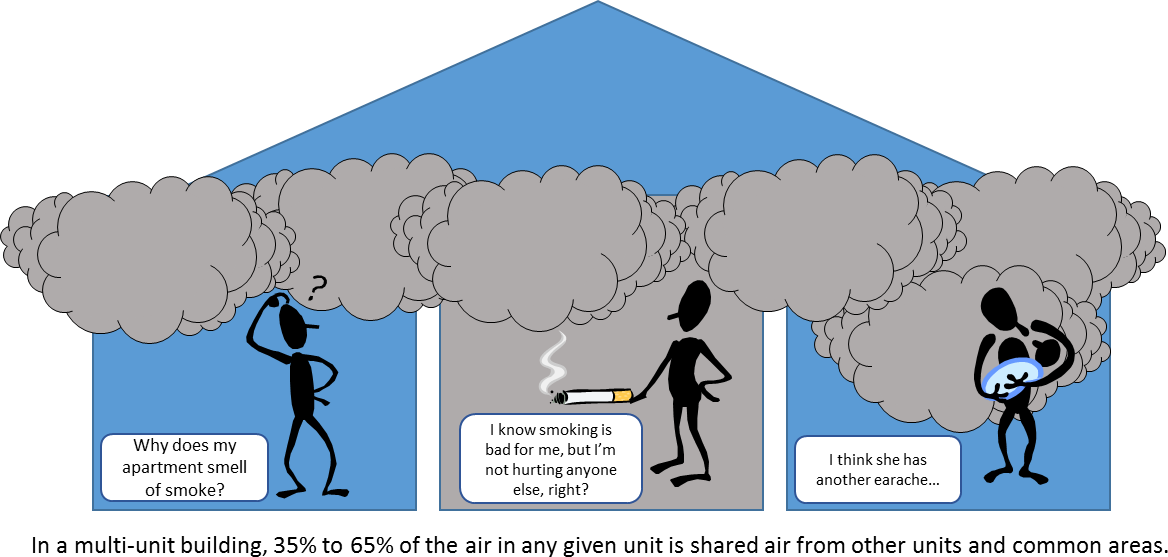 ?
Why does my
apartment smell
of smoke?
I know smoking is
bad for me, but I’m
not hurting anyone
else, right?
I think she has
another earache…
In a multi-unit building, 35% to 65% of the air in any given unit is shared air from other units and common areas.